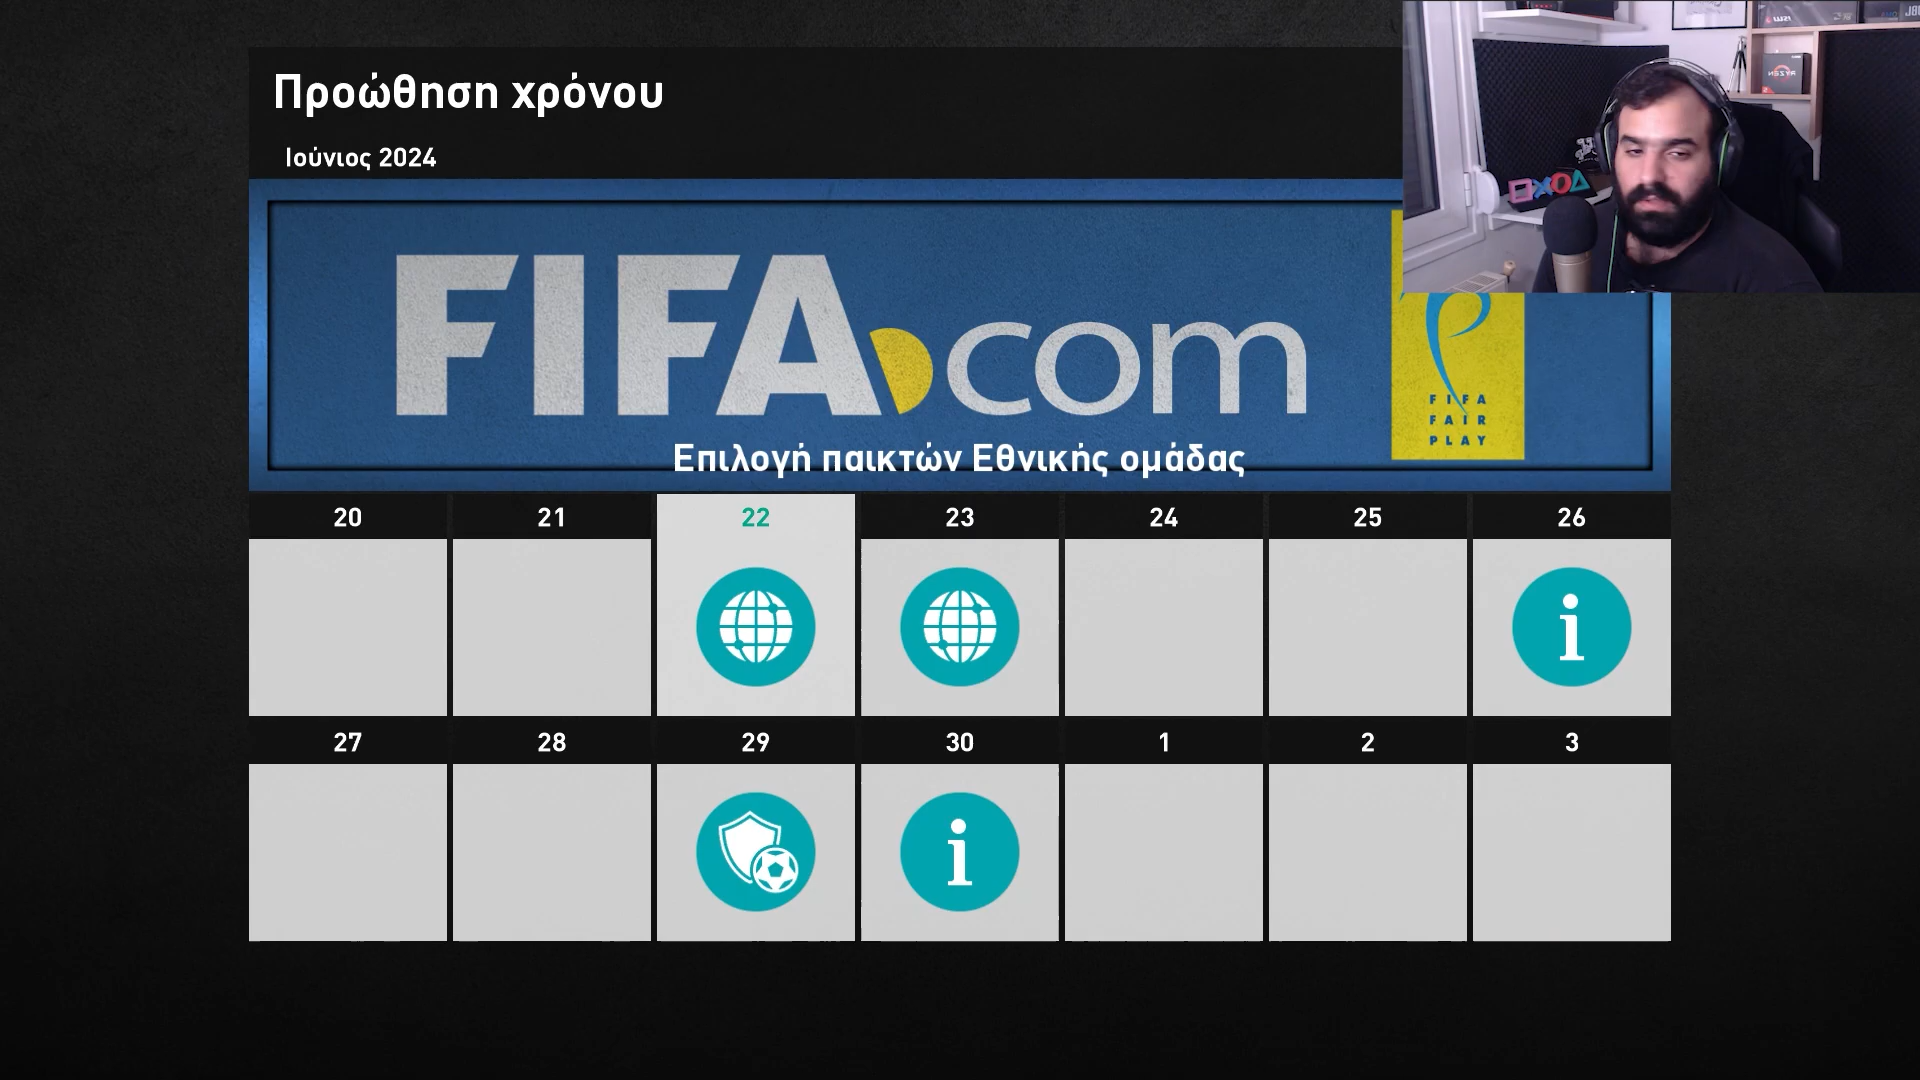 Προώθηση χρόνου
Ιούνιος 2024
FIFA.com
FIFA
FAIR
PLAY
Επιλογή παικτών Εθνικής ομάδας
20 21 22 23 24 25 26
27 28 29 30 1 2 3
RYZEN